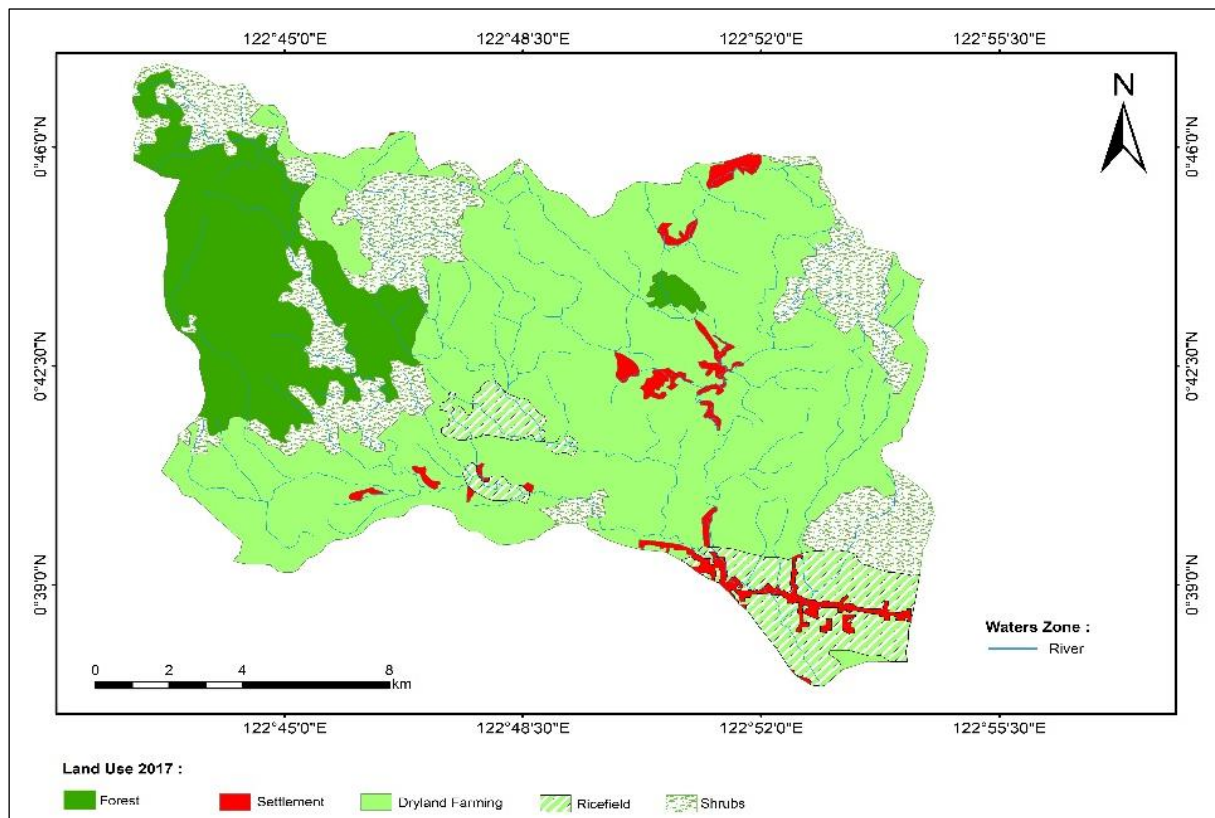 122°45'0"E 122°48'30"E 122°52'0"E 122°55'30"E
N
0°46'0"N 0°46'0"N
0°42'30"N 0°42'30"N
0°39'0"N 0°39'0"N
Waters Zone :
River
0 2 4 8
km
122°45'0"E 122°48'30"E 122°52'0"E 122°55'30"E
Land Use 2017 :
Forest Settlement Dryland Farming Ricefield Shrubs